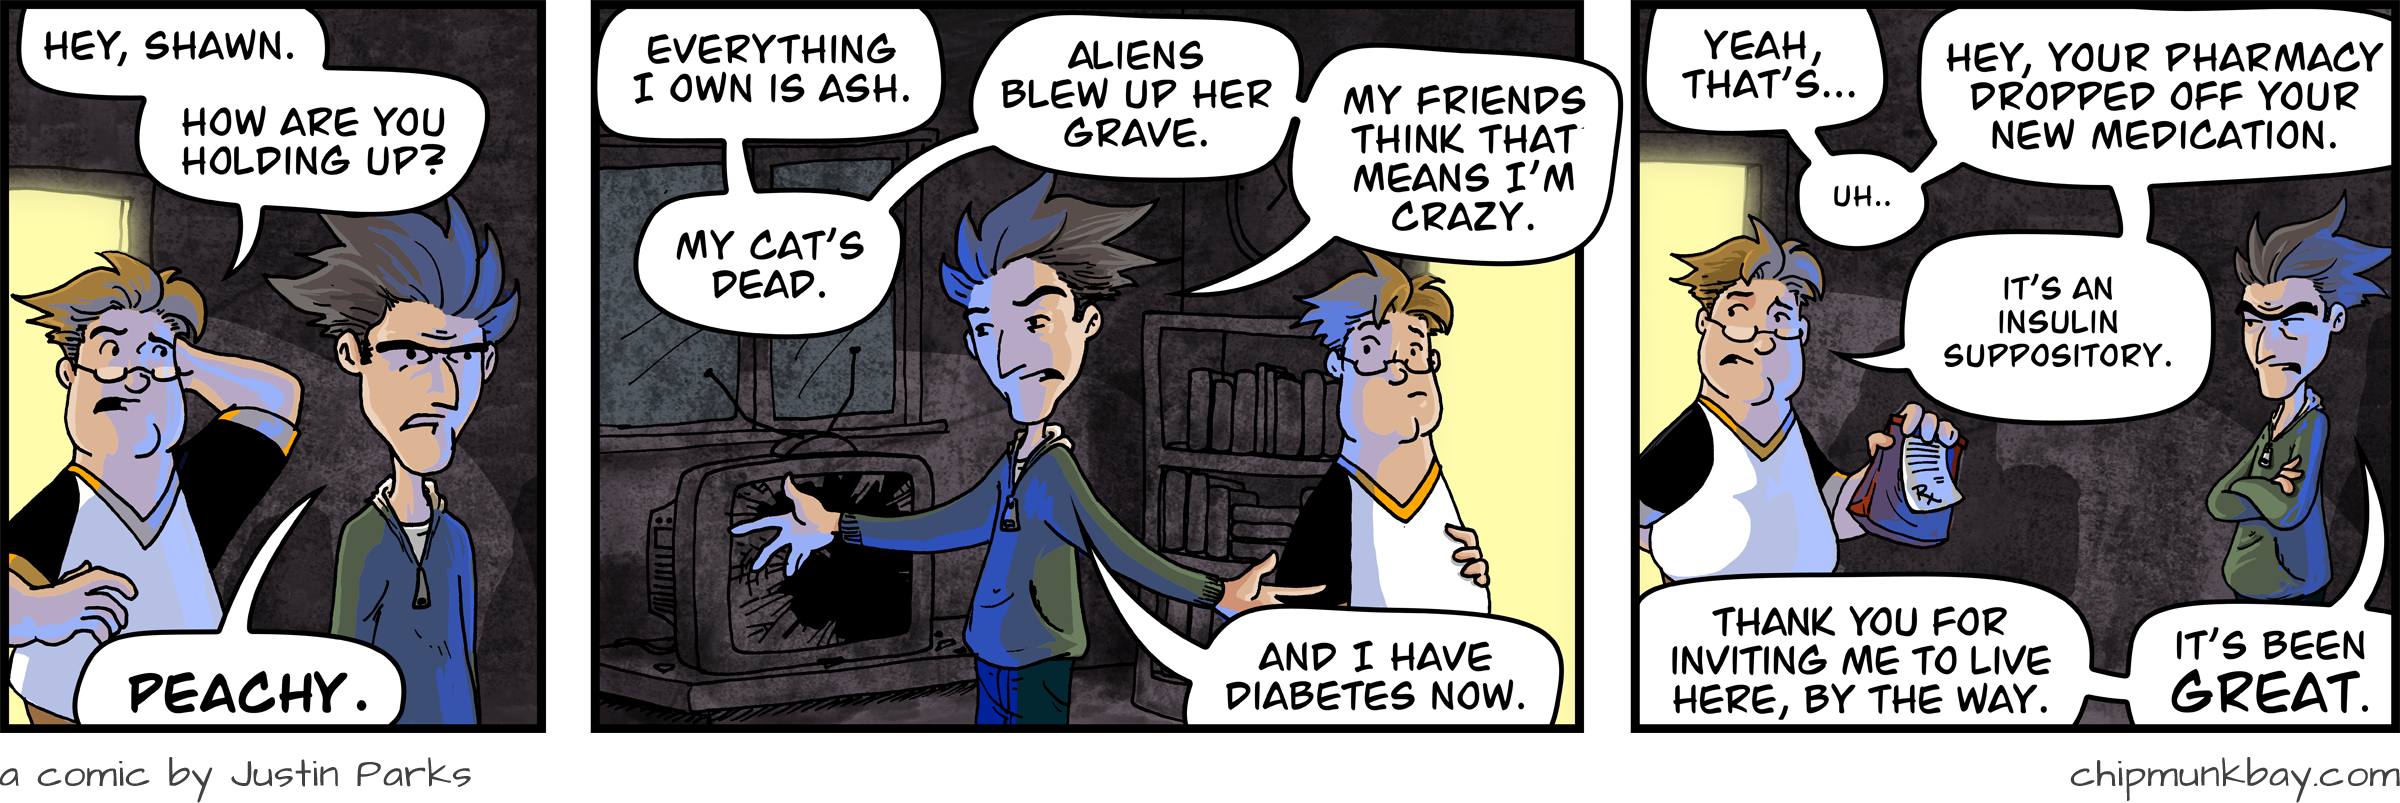 HEY, SHAWN.
HOW ARE YOU
HOLDING UP?
PEACHY.
EVERYTHING
I OWN IS ASH.
MY CAT'S
DEAD.
ALIENS
BLEW UP HER
GRAVE.
MY FRIENDS
THINK THAT
MEANS I'M
CRAZY.
AND I HAVE
DIABETES NOW.
YEAH,
THAT'S...
UH..
HEY, YOUR PHARMACY
DROPPED OFF YOUR
NEW MEDICATION.
IT'S AN
INSULIN
SUPPOSITORY.
Rx
THANK YOU FOR
INVITING ME TO LIVE
HERE, BY THE WAY.
IT'S BEEN
GREAT.
a comic by Justin Parks
chipmunkbay.com